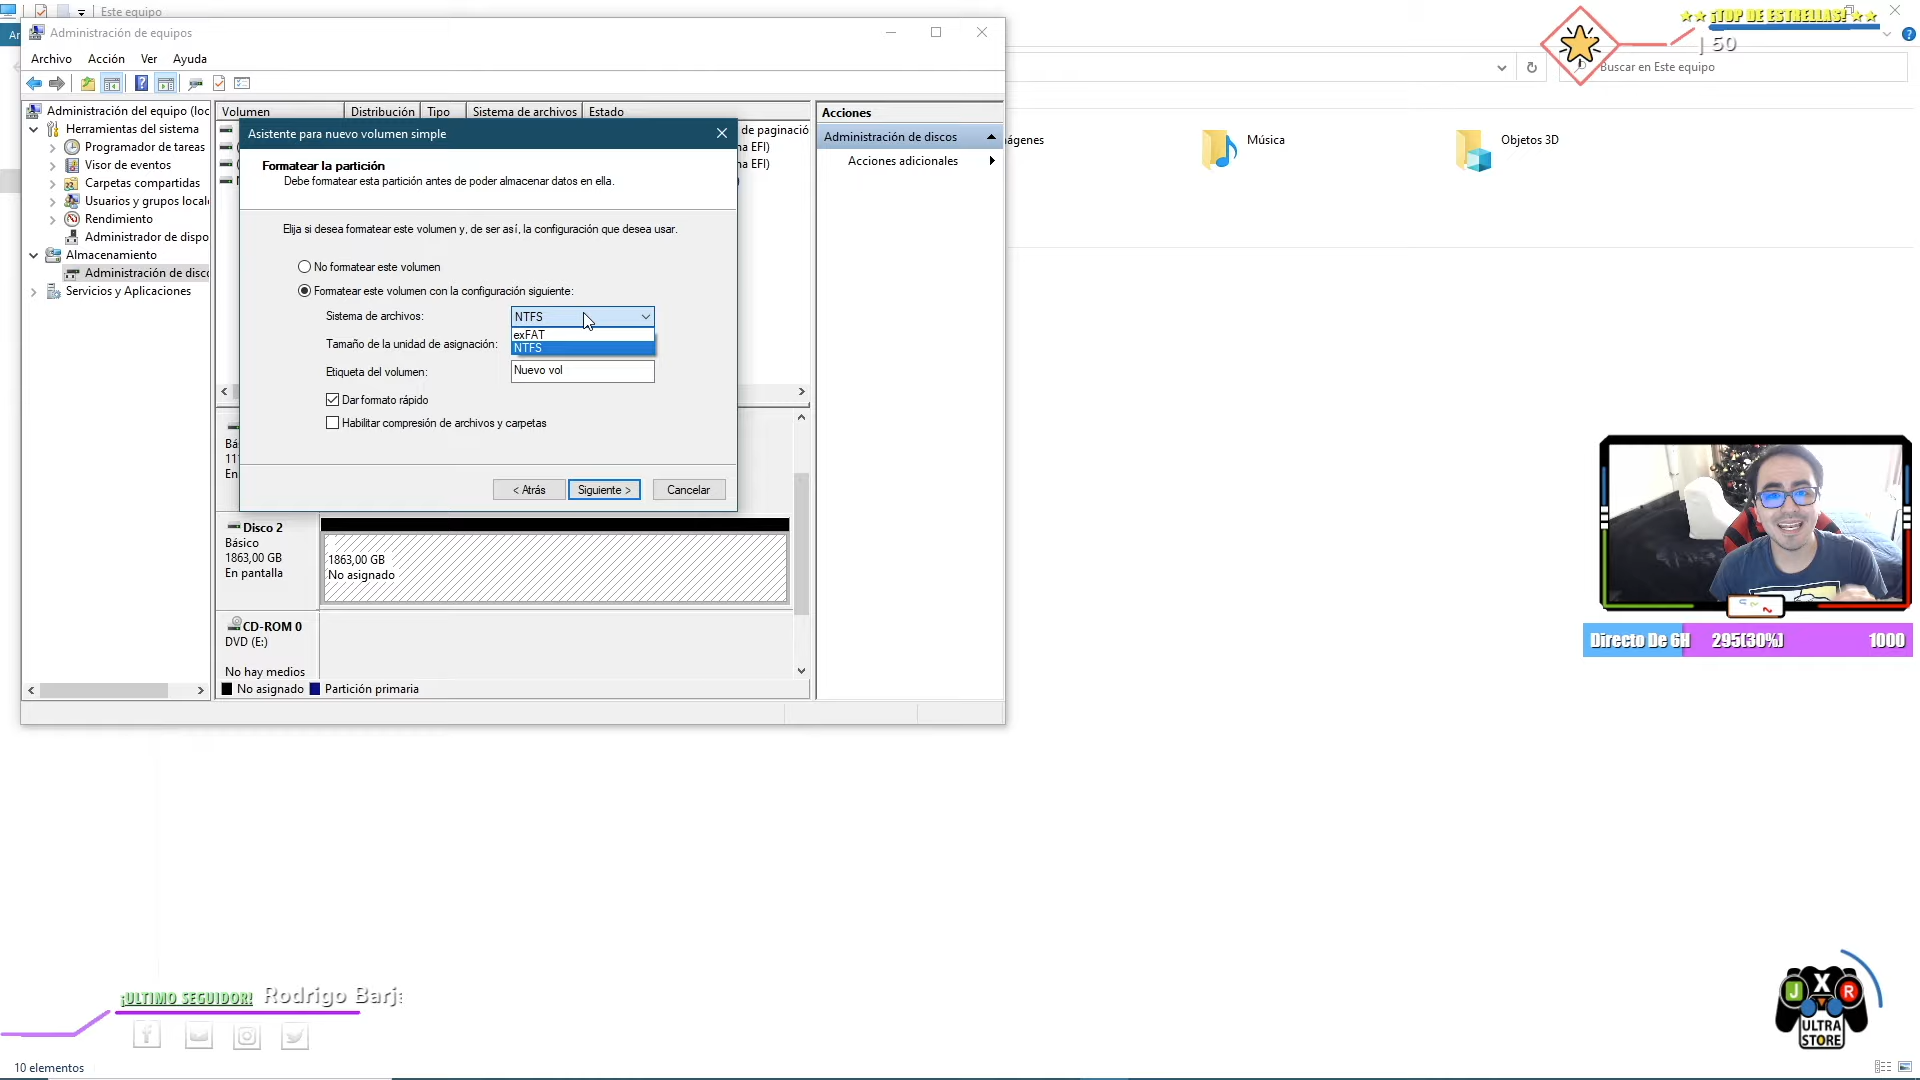 Este equipo
Administración de equipos
Archivo Acción Ver Ayuda
Administración del equipo (loc
Herramientas del sistema
Programador de tareas
Visor de eventos
Carpetas compartidas
Usuarios y grupos local
Rendimiento
Administrador de dispo
Almacenamiento
Administración de disco
Servicios y Aplicaciones
Volumen Distribución Tipo Sistema de archivos Estado
de paginació
a EFI)
a EFI)
Asistente para nuevo volumen simple
Formatear la partición
Debe formatear esta partición antes de poder almacenar datos en ella.
Elija si desea formatear este volumen y, de ser así, la configuración que desea usar.
No formatear este volumen
Formatear este volumen con la configuración siguiente:
Sistema de archivos: NTFS
exFAT
NTFS
Tamaño de la unidad de asignación:
Etiqueta del volumen: Nuevo vol
Dar formato rápido
Habilitar compresión de archivos y carpetas
< Atrás Siguiente > Cancelar
Bá
11
En
Disco 2
Básico
1863,00 GB
En pantalla
1863,00 GB
No asignado
CD-ROM 0
DVD (E:)
No hay medios
No asignado Partición primaria
Acciones
Administración de discos
Acciones adicionales
ágenes
Música
Objetos 3D
Buscar en Este equipo
¡TOP DE ESTRELLAS!
| 50
Directo De 6H 295(30%) 1000
¡ULTIMO SEGUIDOR! Rodrigo Barj
J X R
ULTRA
STORE
10 elementos